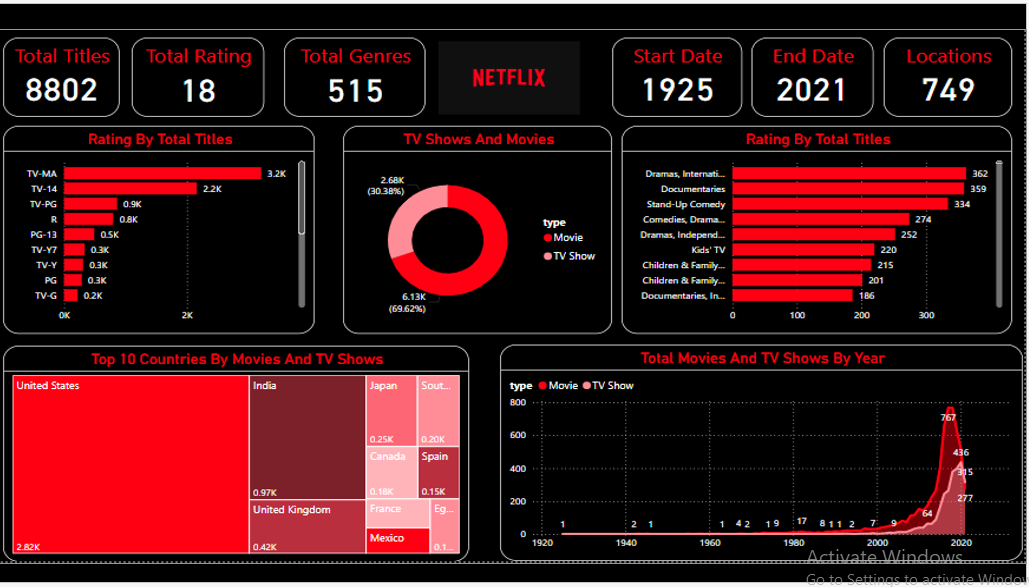 Total Titles
8802
Total Rating
18
Total Genres
515
NETFLIX
Start Date
1925
End Date
2021
Locations
749
Rating By Total Titles
TV-MA 3.2K
TV-14 2.2K
TV-PG 0.9K
R 0.8K
PG-13 0.5K
TV-Y7 0.3K
TV-Y 0.3K
PG 0.3K
TV-G 0.2K
0K 2K
TV Shows And Movies
2.68K
(30.38%)
6.13K
(69.62%)
type
Movie
TV Show
Rating By Total Titles
Dramas, Internati... 362
Documentaries 359
Stand-Up Comedy 334
Comedies, Drama... 274
Dramas, Independ... 252
Kids' TV 220
Children & Family... 215
Children & Family... 201
Documentaries, In... 186
0 100 200 300
Top 10 Countries By Movies And TV Shows
United States
2.82K
India
0.97K
United Kingdom
0.42K
Japan
0.25K
Sout...
0.20K
Canada
0.18K
Spain
0.15K
France
Mexico
Eg...
0.1...
Total Movies And TV Shows By Year
type Movie TV Show
800
600
400
200
0
767
436
315
277
1 2 1 1 4 2 1 9 17 8 1 1 2 7 9 64
1920 1940 1960 1980 2000 2020
Activate Windows
Go to Settings to activate Window